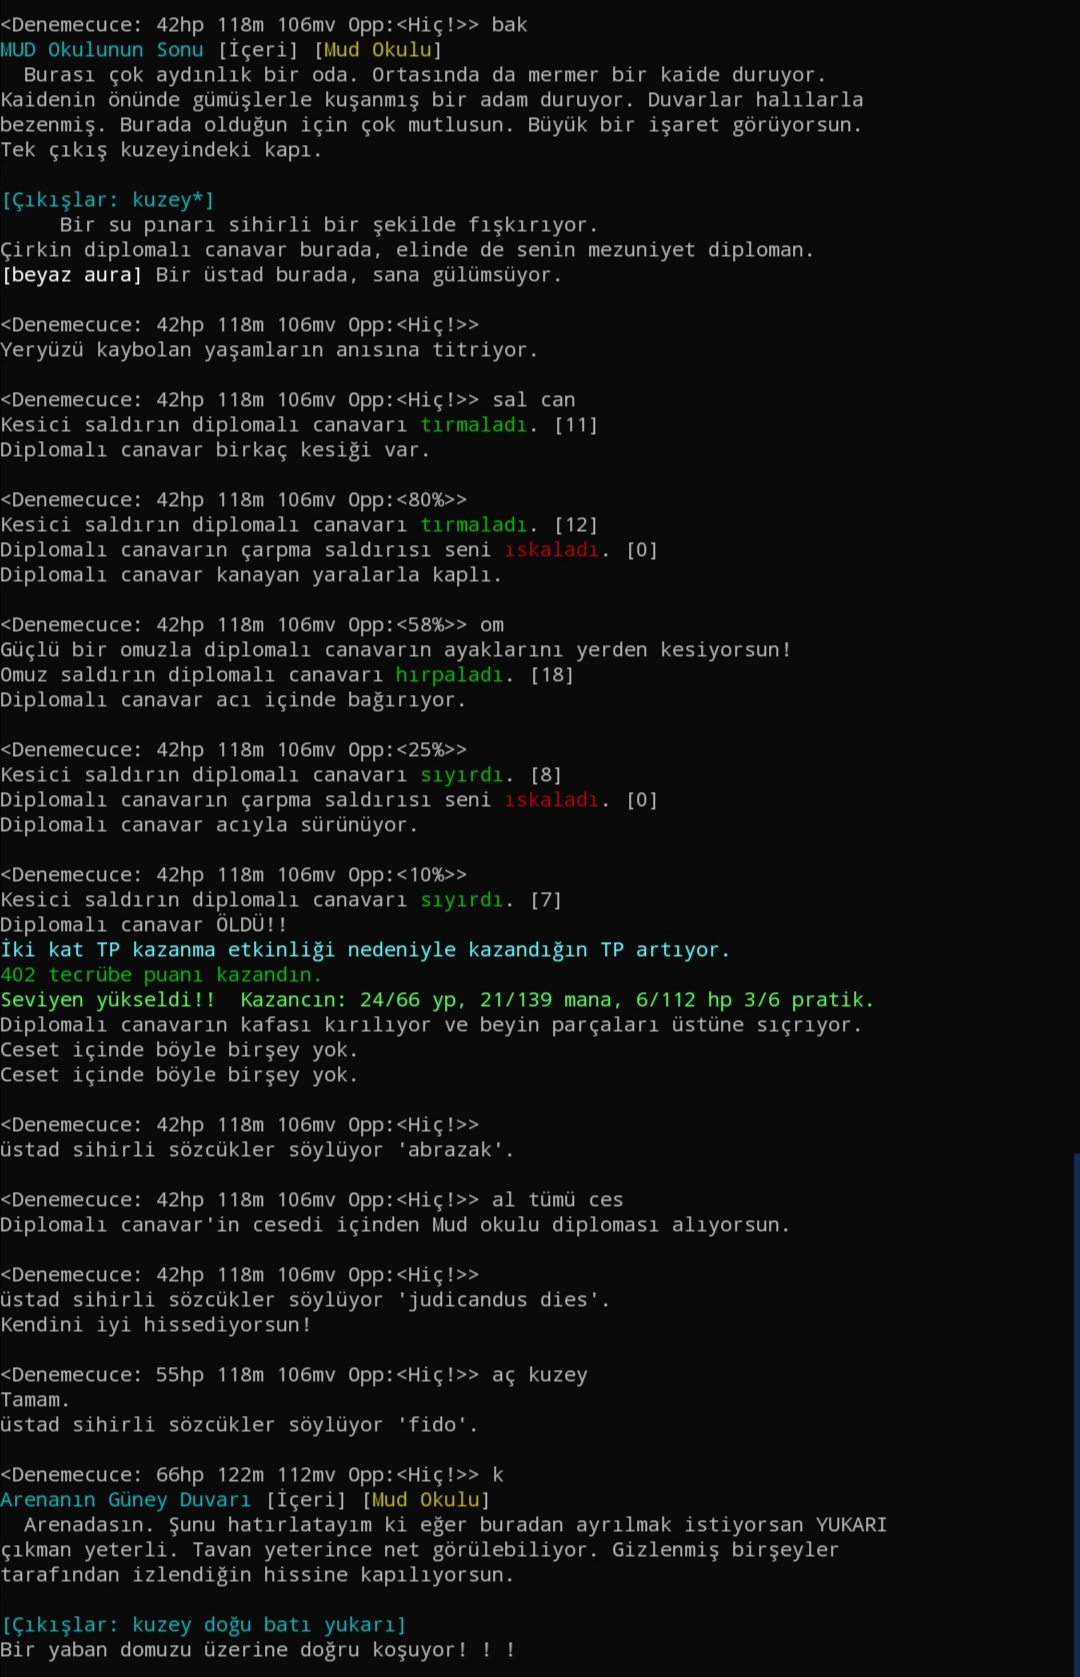 <Denemecuce: 42hp 118m 106mv Opp:<Hiç!>> bak
MUD Okulunun Sonu [İçeri] [Mud Okulu]
Burası çok aydınlık bir oda. Ortasında da mermer bir kaide duruyor.
Kaidenin önünde gümüşlerle kuşanmış bir adam duruyor. Duvarlar halılarla
bezenmiş. Burada olduğun için çok mutlusun. Büyük bir işaret görüyorsun.
Tek çıkış kuzeyindeki kapı.
[Çıkışlar: kuzey*]
Bir su pınarı sihirli bir şekilde fışkırıyor.
Çirkin diplomalı canavar burada, elinde de senin mezuniyet diploman.
[beyaz aura] Bir üstad burada, sana gülümsüyor.
<Denemecuce: 42hp 118m 106mv Opp:<Hiç!>>
Yeryüzü kaybolan yaşamların anısına titriyor.
<Denemecuce: 42hp 118m 106mv Opp:<Hiç!>> sal can
Kesici saldırın diplomalı canavarı tırmaladı. [11]
Diplomalı canavar birkaç kesiği var.
<Denemecuce: 42hp 118m 106mv Opp:<80%>>
Kesici saldırın diplomalı canavarı tırmaladı. [12]
Diplomalı canavarın çarpma saldırısı seni ıskaladı. [0]
Diplomalı canavar kanayan yaralarla kaplı.
<Denemecuce: 42hp 118m 106mv Opp:<58%>> om
Güçlü bir omuzla diplomalı canavarın ayaklarını yerden kesiyorsun!
Omuz saldırın diplomalı canavarı hırpaladı. [18]
Diplomalı canavar acı içinde bağırıyor.
<Denemecuce: 42hp 118m 106mv Opp:<25%>>
Kesici saldırın diplomalı canavarı sıyırdı. [8]
Diplomalı canavarın çarpma saldırısı seni ıskaladı. [0]
Diplomalı canavar acıyla sürünüyor.
<Denemecuce: 42hp 118m 106mv Opp:<10%>>
Kesici saldırın diplomalı canavarı sıyırdı. [7]
Diplomalı canavar ÖLDÜ!!
İki kat TP kazanma etkinliği nedeniyle kazandığın TP artıyor.
402 tecrübe puanı kazandın.
Seviyen yükseldi!! Kazancın: 24/66 yp, 21/139 mana, 6/112 hp 3/6 pratik.
Diplomalı canavarın kafası kırılıyor ve beyin parçaları üstüne sıçrıyor.
Ceset içinde böyle birşey yok.
Ceset içinde böyle birşey yok.
<Denemecuce: 42hp 118m 106mv Opp:<Hiç!>>
üstad sihirli sözcükler söylüyor 'abrazak'.
<Denemecuce: 42hp 118m 106mv Opp:<Hiç!>> al tümü ces
Diplomalı canavar'in cesedi içinden Mud okulu diploması alıyorsun.
<Denemecuce: 42hp 118m 106mv Opp:<Hiç!>>
üstad sihirli sözcükler söylüyor 'judicandus dies'.
Kendini iyi hissediyorsun!
<Denemecuce: 55hp 118m 106mv Opp:<Hiç!>> aç kuzey
Tamam.
üstad sihirli sözcükler söylüyor 'fido'.
<Denemecuce: 66hp 122m 112mv Opp:<Hiç!>> k
Arenanın Güney Duvarı [İçeri] [Mud Okulu]
Arenadasın. Şunu hatırlatayım ki eğer buradan ayrılmak istiyorsan YUKARI
çıkman yeterli. Tavan yeterince net görülebiliyor. Gizlenmiş birşeyler
tarafından izlendiğin hissine kapılıyorsun.
[Çıkışlar: kuzey doğu batı yukarı]
Bir yaban domuzu üzerine doğru koşuyor! ! !